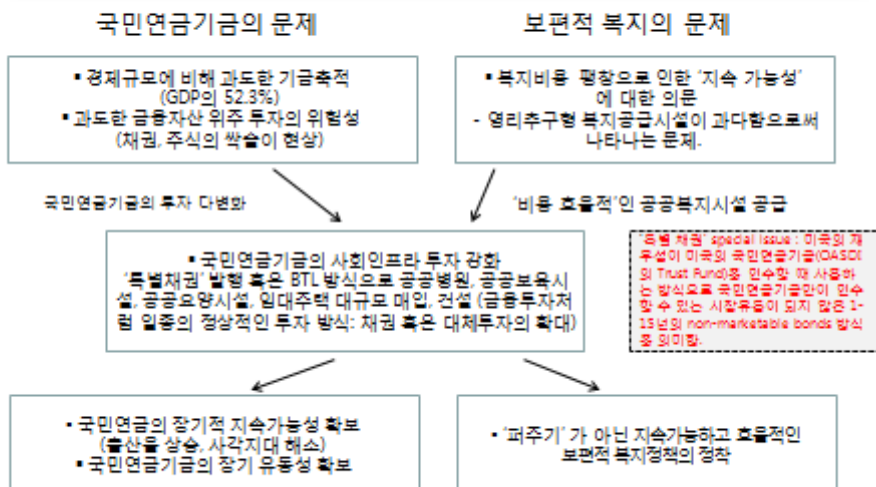 국민연금기금의 문제
보편적 복지의 문제
▪ 경제규모에 비해 과도한 기금축적
(GDP의 52.3%)
▪ 과도한 금융자산 위주 투자의 위험성
(채권, 주식의 싹쓸이 현상)
▪ 복지비용 팽창으로 인한 '지속 가능성'
에 대한 의문
- 영리추구형 복지공급시설이 과다함으로써
나타나는 문제.
국민연금기금의 투자 다변화
'비용 효율적'인 공공복지시설 공급
▪ 국민연금기금의 사회인프라 투자 강화
'특별채권' 발행 혹은 BTL 방식으로 공공병원, 공공보육시
설, 공공요양시설, 임대주택 대규모 매입, 건설 (금융투자처
럼 일종의 정상적인 투자 방식: 채권 혹은 대체투자의 확대)
'특별 채권' special issue : 미국의 재
무성이 미국의 국민연금기금(OASDI
의 Trust Fund)을 인수할 때 사용하
는 방식으로 국민연금기금만이 인수
할 수 있는 시장유통이 되지 않은 1-
15년의 non-marketable bonds 방식
을 의미함.
▪ 국민연금의 장기적 지속가능성 확보
(출산율 상승, 사각지대 해소)
▪ 국민연금기금의 장기 유동성 확보
▪ '퍼주기' 가 아닌 지속가능하고 효율적인
보편적 복지정책의 정착